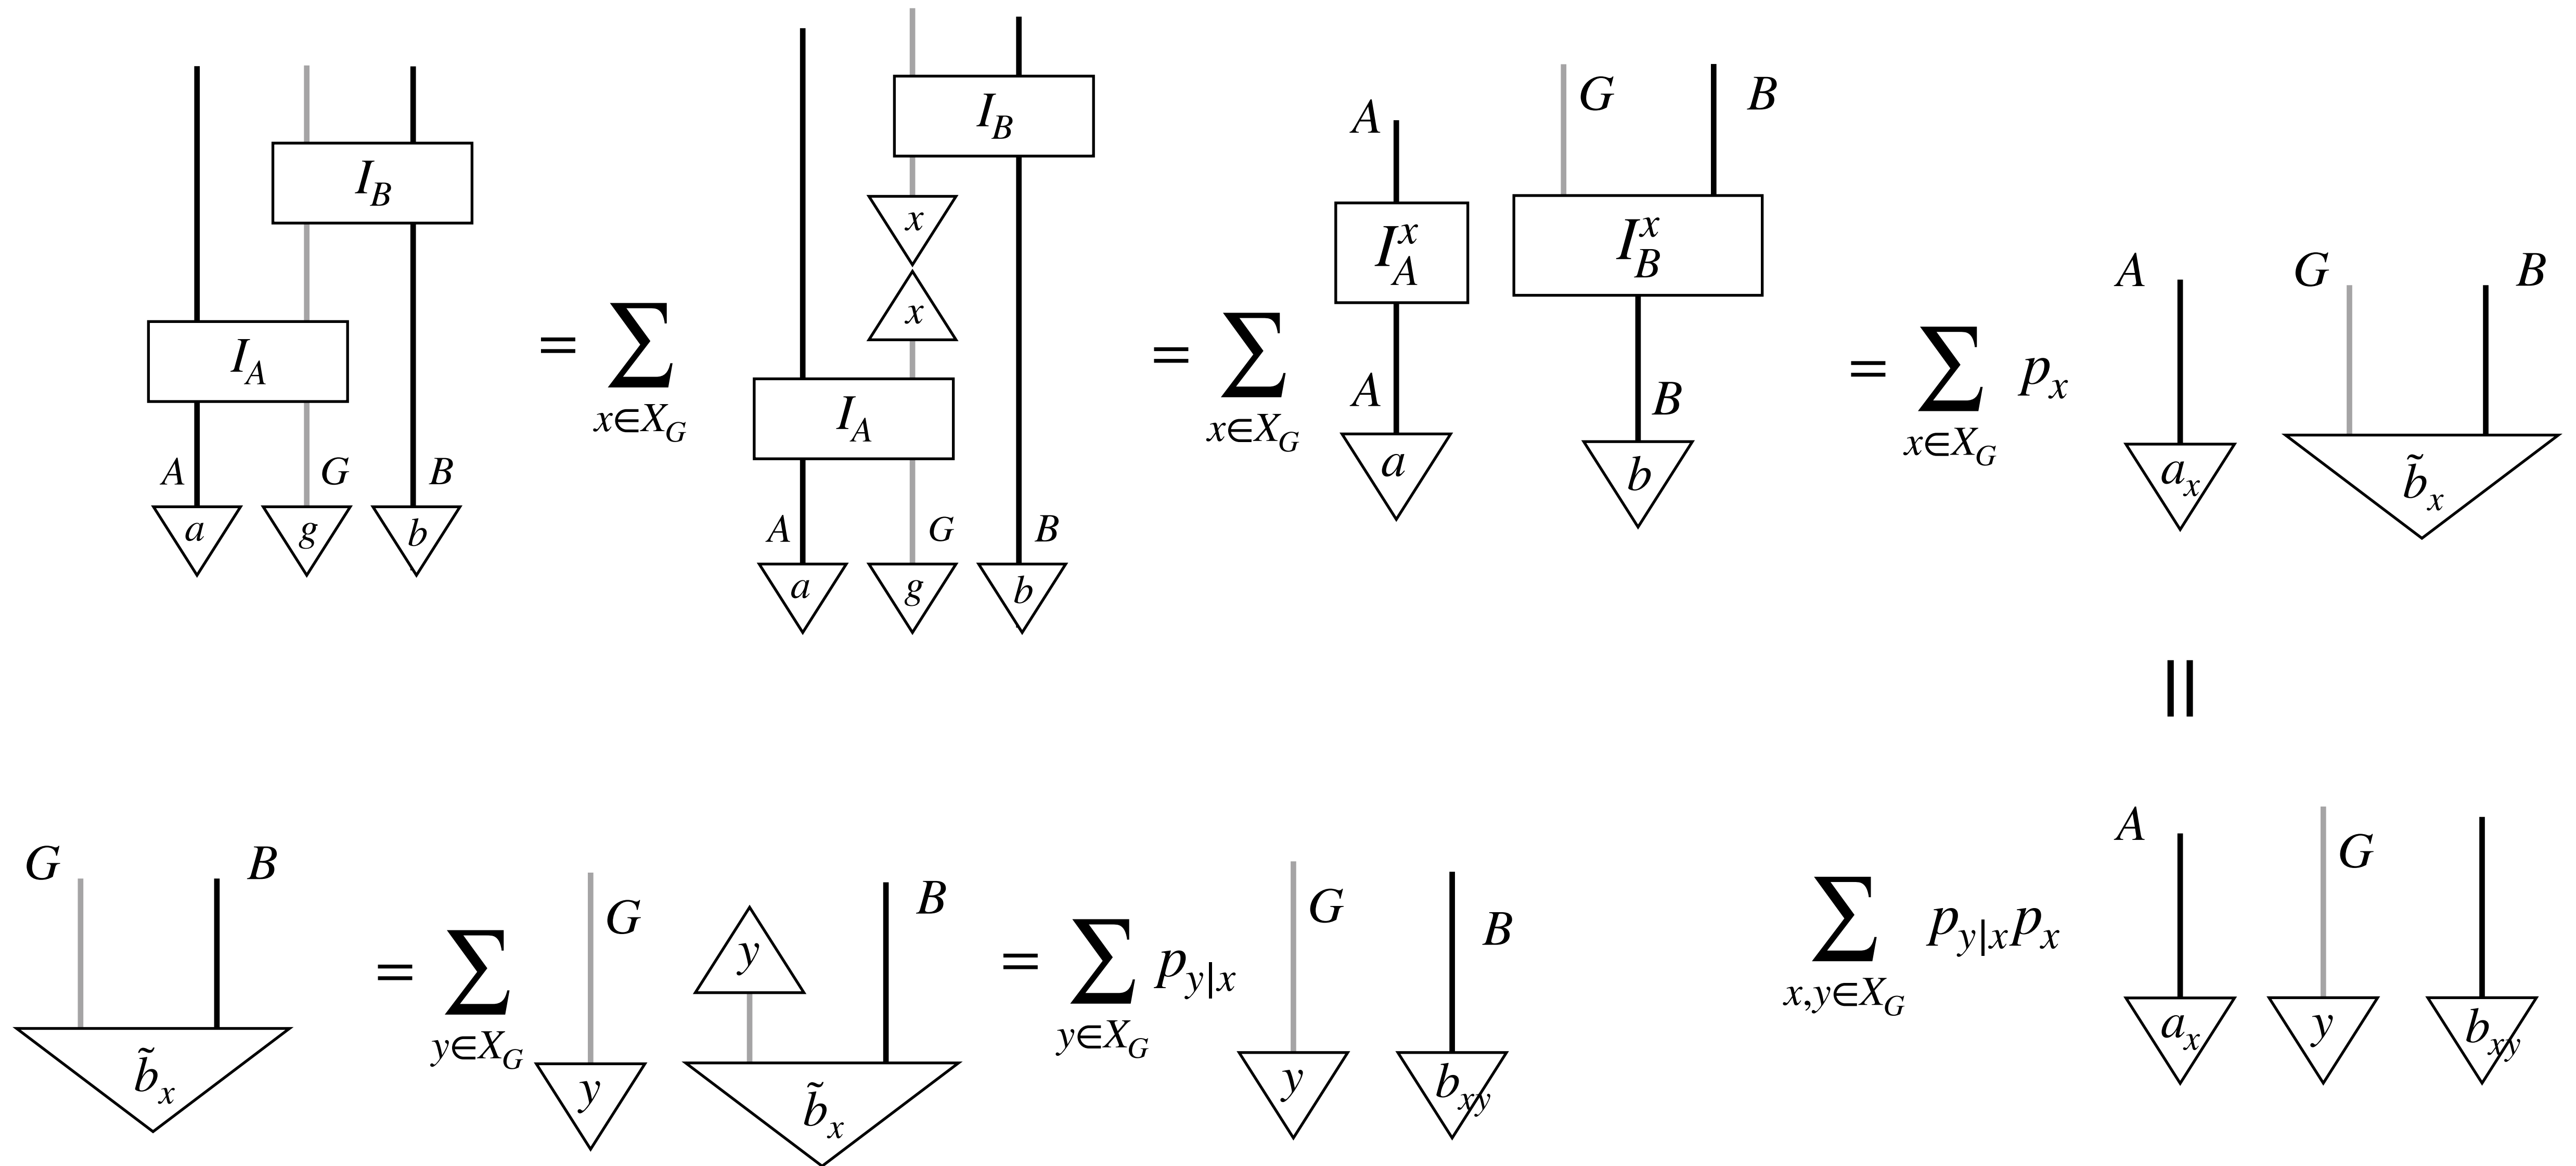 I_B
I_A
A G B
a g b
= ∑ x∈X_G
I_B
x
x
I_A
A G B
a g b
= ∑ x∈X_G
A G B
I_A^x I_B^x
A B
a b
= ∑ x∈X_G p_x
A G B
a_x b̃_x
=
G B
b̃_x
= ∑ y∈X_G
G B
y
y b̃_x
= ∑ y∈X_G p_{y|x}
G B
y b_{xy}
∑ x,y∈X_G p_{y|x}p_x
A G
a_x y b_{xy}